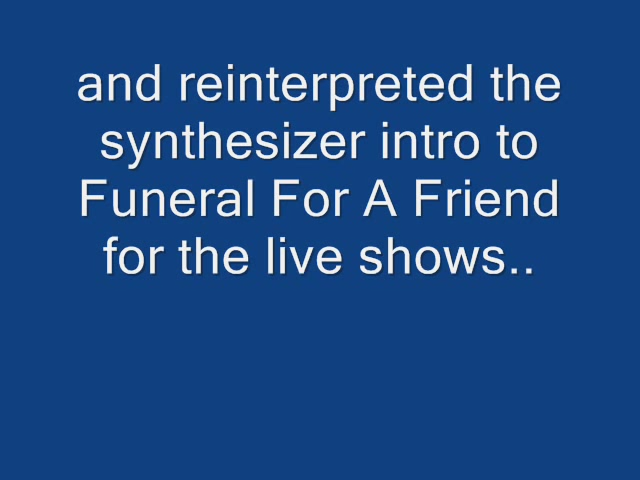 and reinterpreted the
synthesizer intro to
Funeral For A Friend
for the live shows..